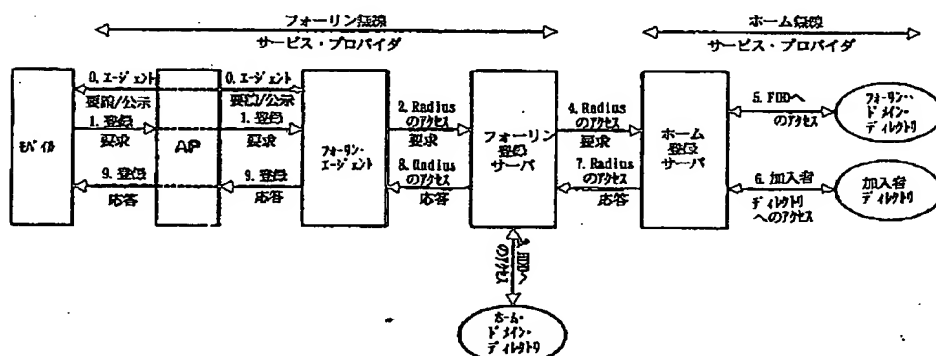 フォーリン無線
サービス・プロバイダ
ホーム無線
サービス・プロバイダ
モバイル
0. エージェント
要請/公示
1. 登録
要求
9. 登録
応答
AP
0. エージェント
要請/公示
1. 登録
要求
9. 登録
応答
フォーリン・
エージェント
2. Radius
のアクセス
要求
8.
のアクセス
応答
フォーリン
登録
サーバ
4. Radius
のアクセス
要求
7. Radius
のアクセス
応答
ホーム
登録
サーバ
5. FDDへ
のアクセス
フォーリン・
ドメイン・
ディレクトリ
6. 加入者
ディレクトリ
へのアクセス
加入者
ディレクトリ
HDDへ
のアクセス
ホーム・
ドメイン・
ディレクトリ